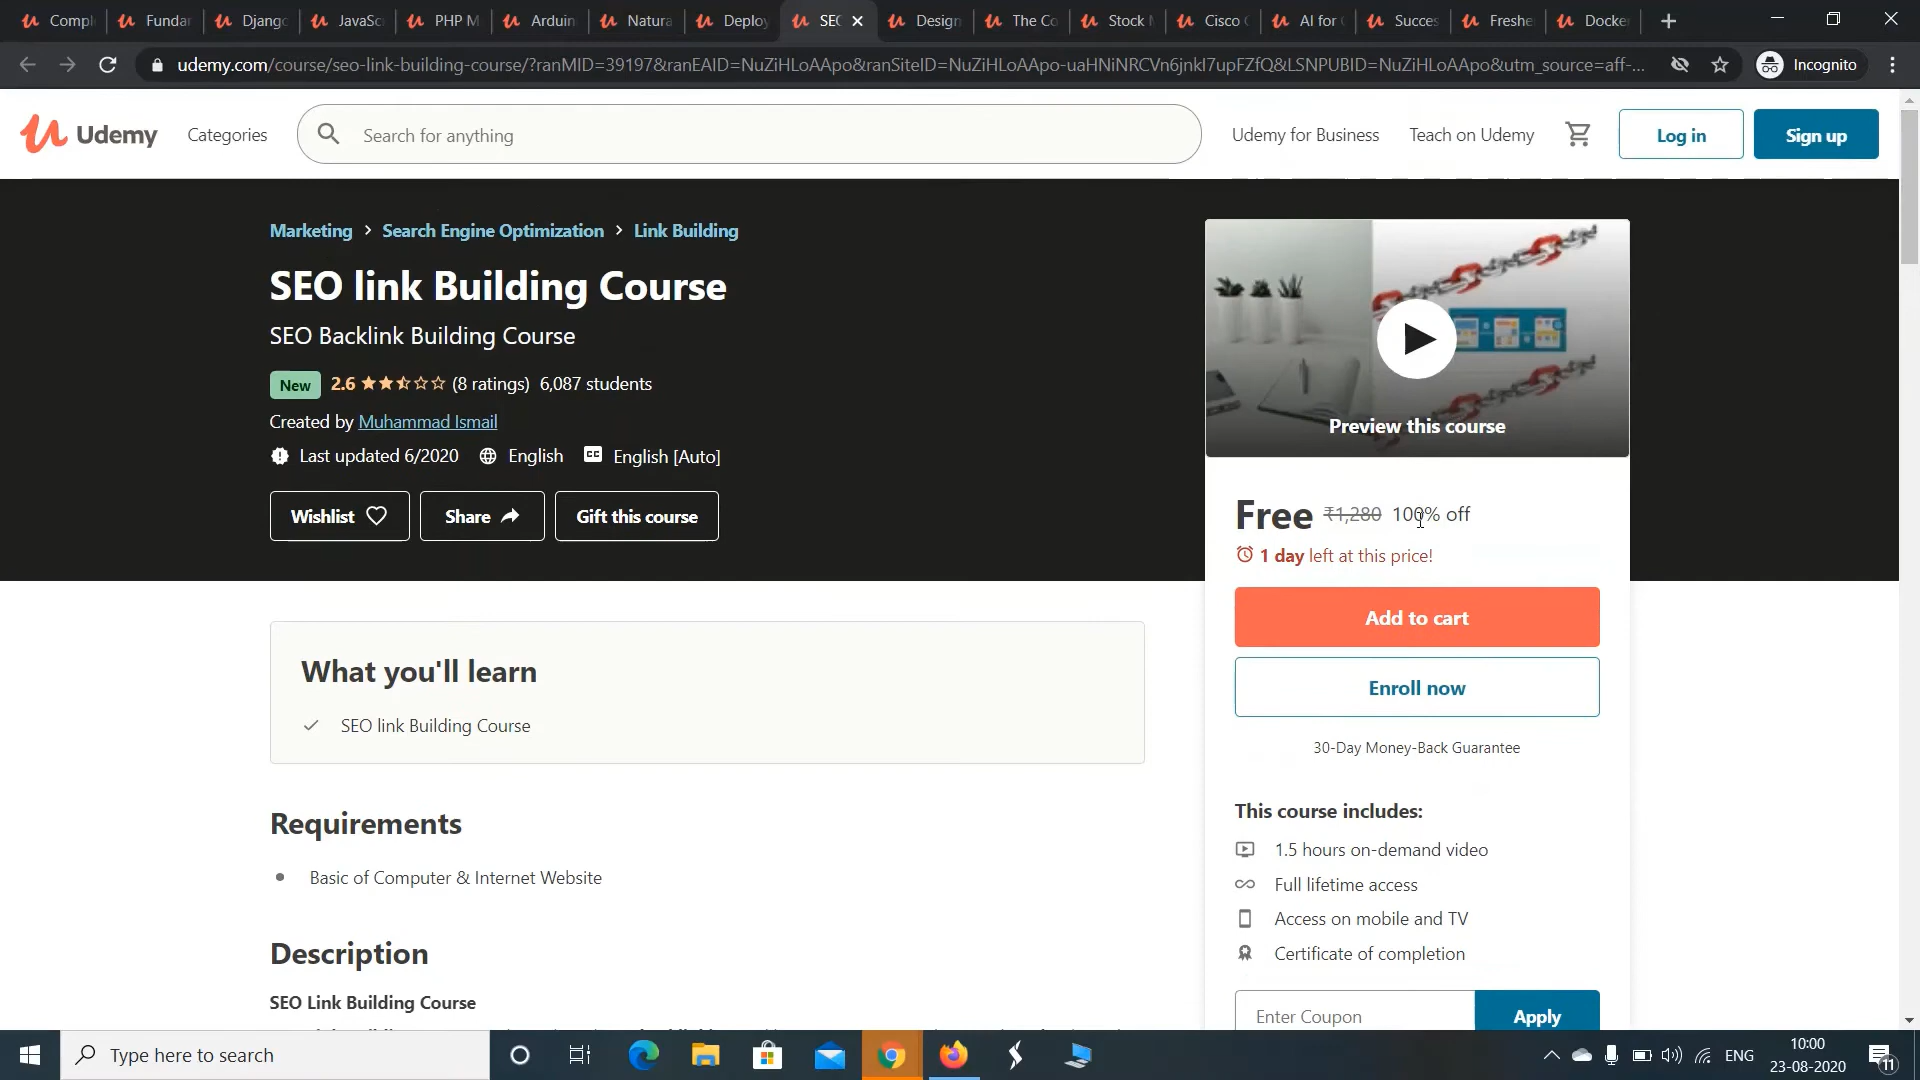 Compl
Fundar
Django
JavaSc
PHP M
Arduin
Natura
Deploy
SEO
Design
The Co
Stock M
Cisco C
AI for
Succes
Freshe
Docke
udemy.com/course/seo-link-building-course/?ranMID=39197&ranEAID=NuZiHLoAApo&ranSiteID=NuZiHLoAApo-uaHNiNRCVn6jnkI7upFZfQ&LSNPUBID=NuZiHLoAApo&utm_source=aff-...
Incognito
Udemy
Categories
Search for anything
Udemy for Business
Teach on Udemy
Log in
Sign up
Marketing > Search Engine Optimization > Link Building
SEO link Building Course
SEO Backlink Building Course
New 2.6 (8 ratings) 6,087 students
Created by Muhammad Ismail
Last updated 6/2020 English English [Auto]
Wishlist
Share
Gift this course
Preview this course
Free ₹1,280 100% off
1 day left at this price!
Add to cart
Enroll now
30-Day Money-Back Guarantee
This course includes:
1.5 hours on-demand video
Full lifetime access
Access on mobile and TV
Certificate of completion
Enter Coupon
Apply
What you'll learn
SEO link Building Course
Requirements
Basic of Computer & Internet Website
Description
SEO Link Building Course
Type here to search
ENG
10:00
23-08-2020
11